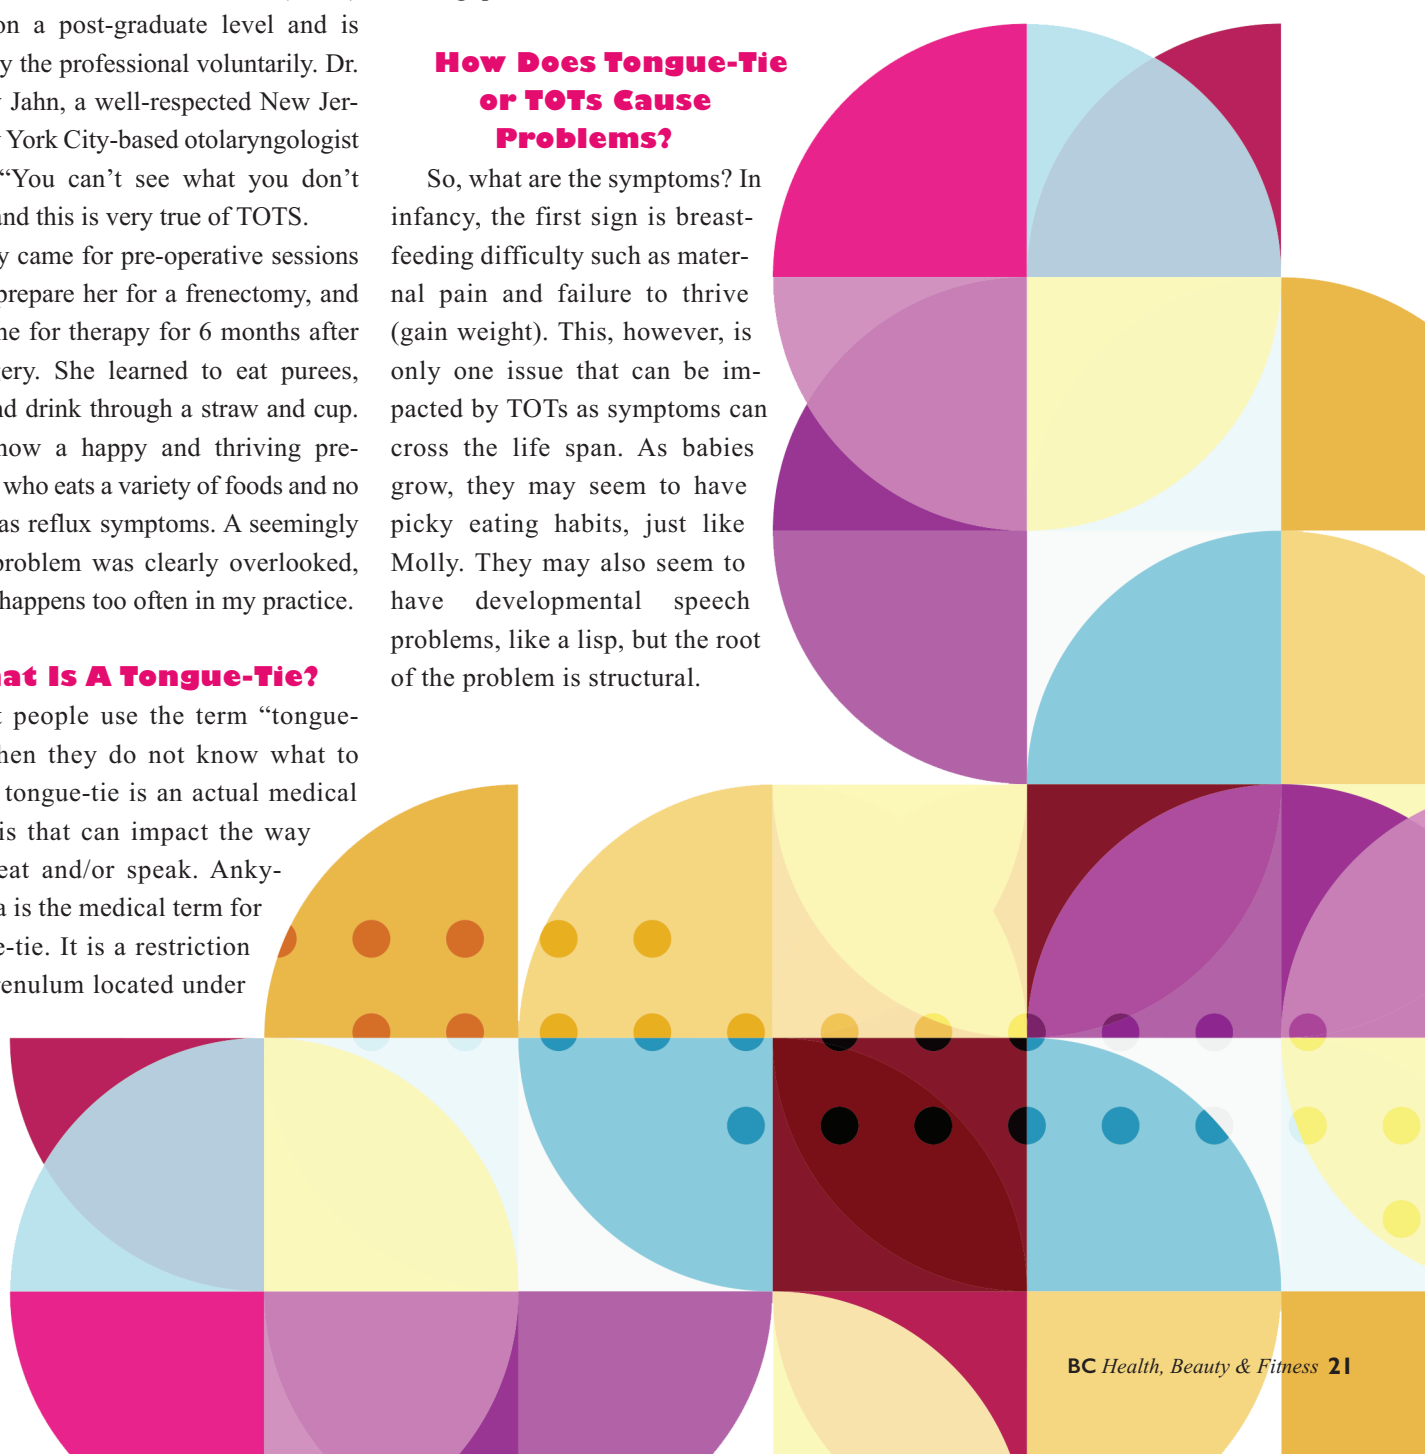 on a post-graduate level and is
y the professional voluntarily. Dr.
Jahn, a well-respected New Jer-
York City-based otolaryngologist
“You can’t see what you don’t
and this is very true of TOTS.
y came for pre-operative sessions
prepare her for a frenectomy, and
me for therapy for 6 months after
gery. She learned to eat purees,
nd drink through a straw and cup.
now a happy and thriving pre-
who eats a variety of foods and no
as reflux symptoms. A seemingly
problem was clearly overlooked,
happens too often in my practice.
at Is A Tongue-Tie?
t people use the term “tongue-
hen they do not know what to
tongue-tie is an actual medical
is that can impact the way
eat and/or speak. Anky-
a is the medical term for
e-tie. It is a restriction
renulum located under
How Does Tongue-Tie
or TOTs Cause
Problems?
So, what are the symptoms? In
infancy, the first sign is breast-
feeding difficulty such as mater-
nal pain and failure to thrive
(gain weight). This, however, is
only one issue that can be im-
pacted by TOTs as symptoms can
cross the life span. As babies
grow, they may seem to have
picky eating habits, just like
Molly. They may also seem to
have developmental speech
problems, like a lisp, but the root
of the problem is structural.
BC Health, Beauty & Fitness 21